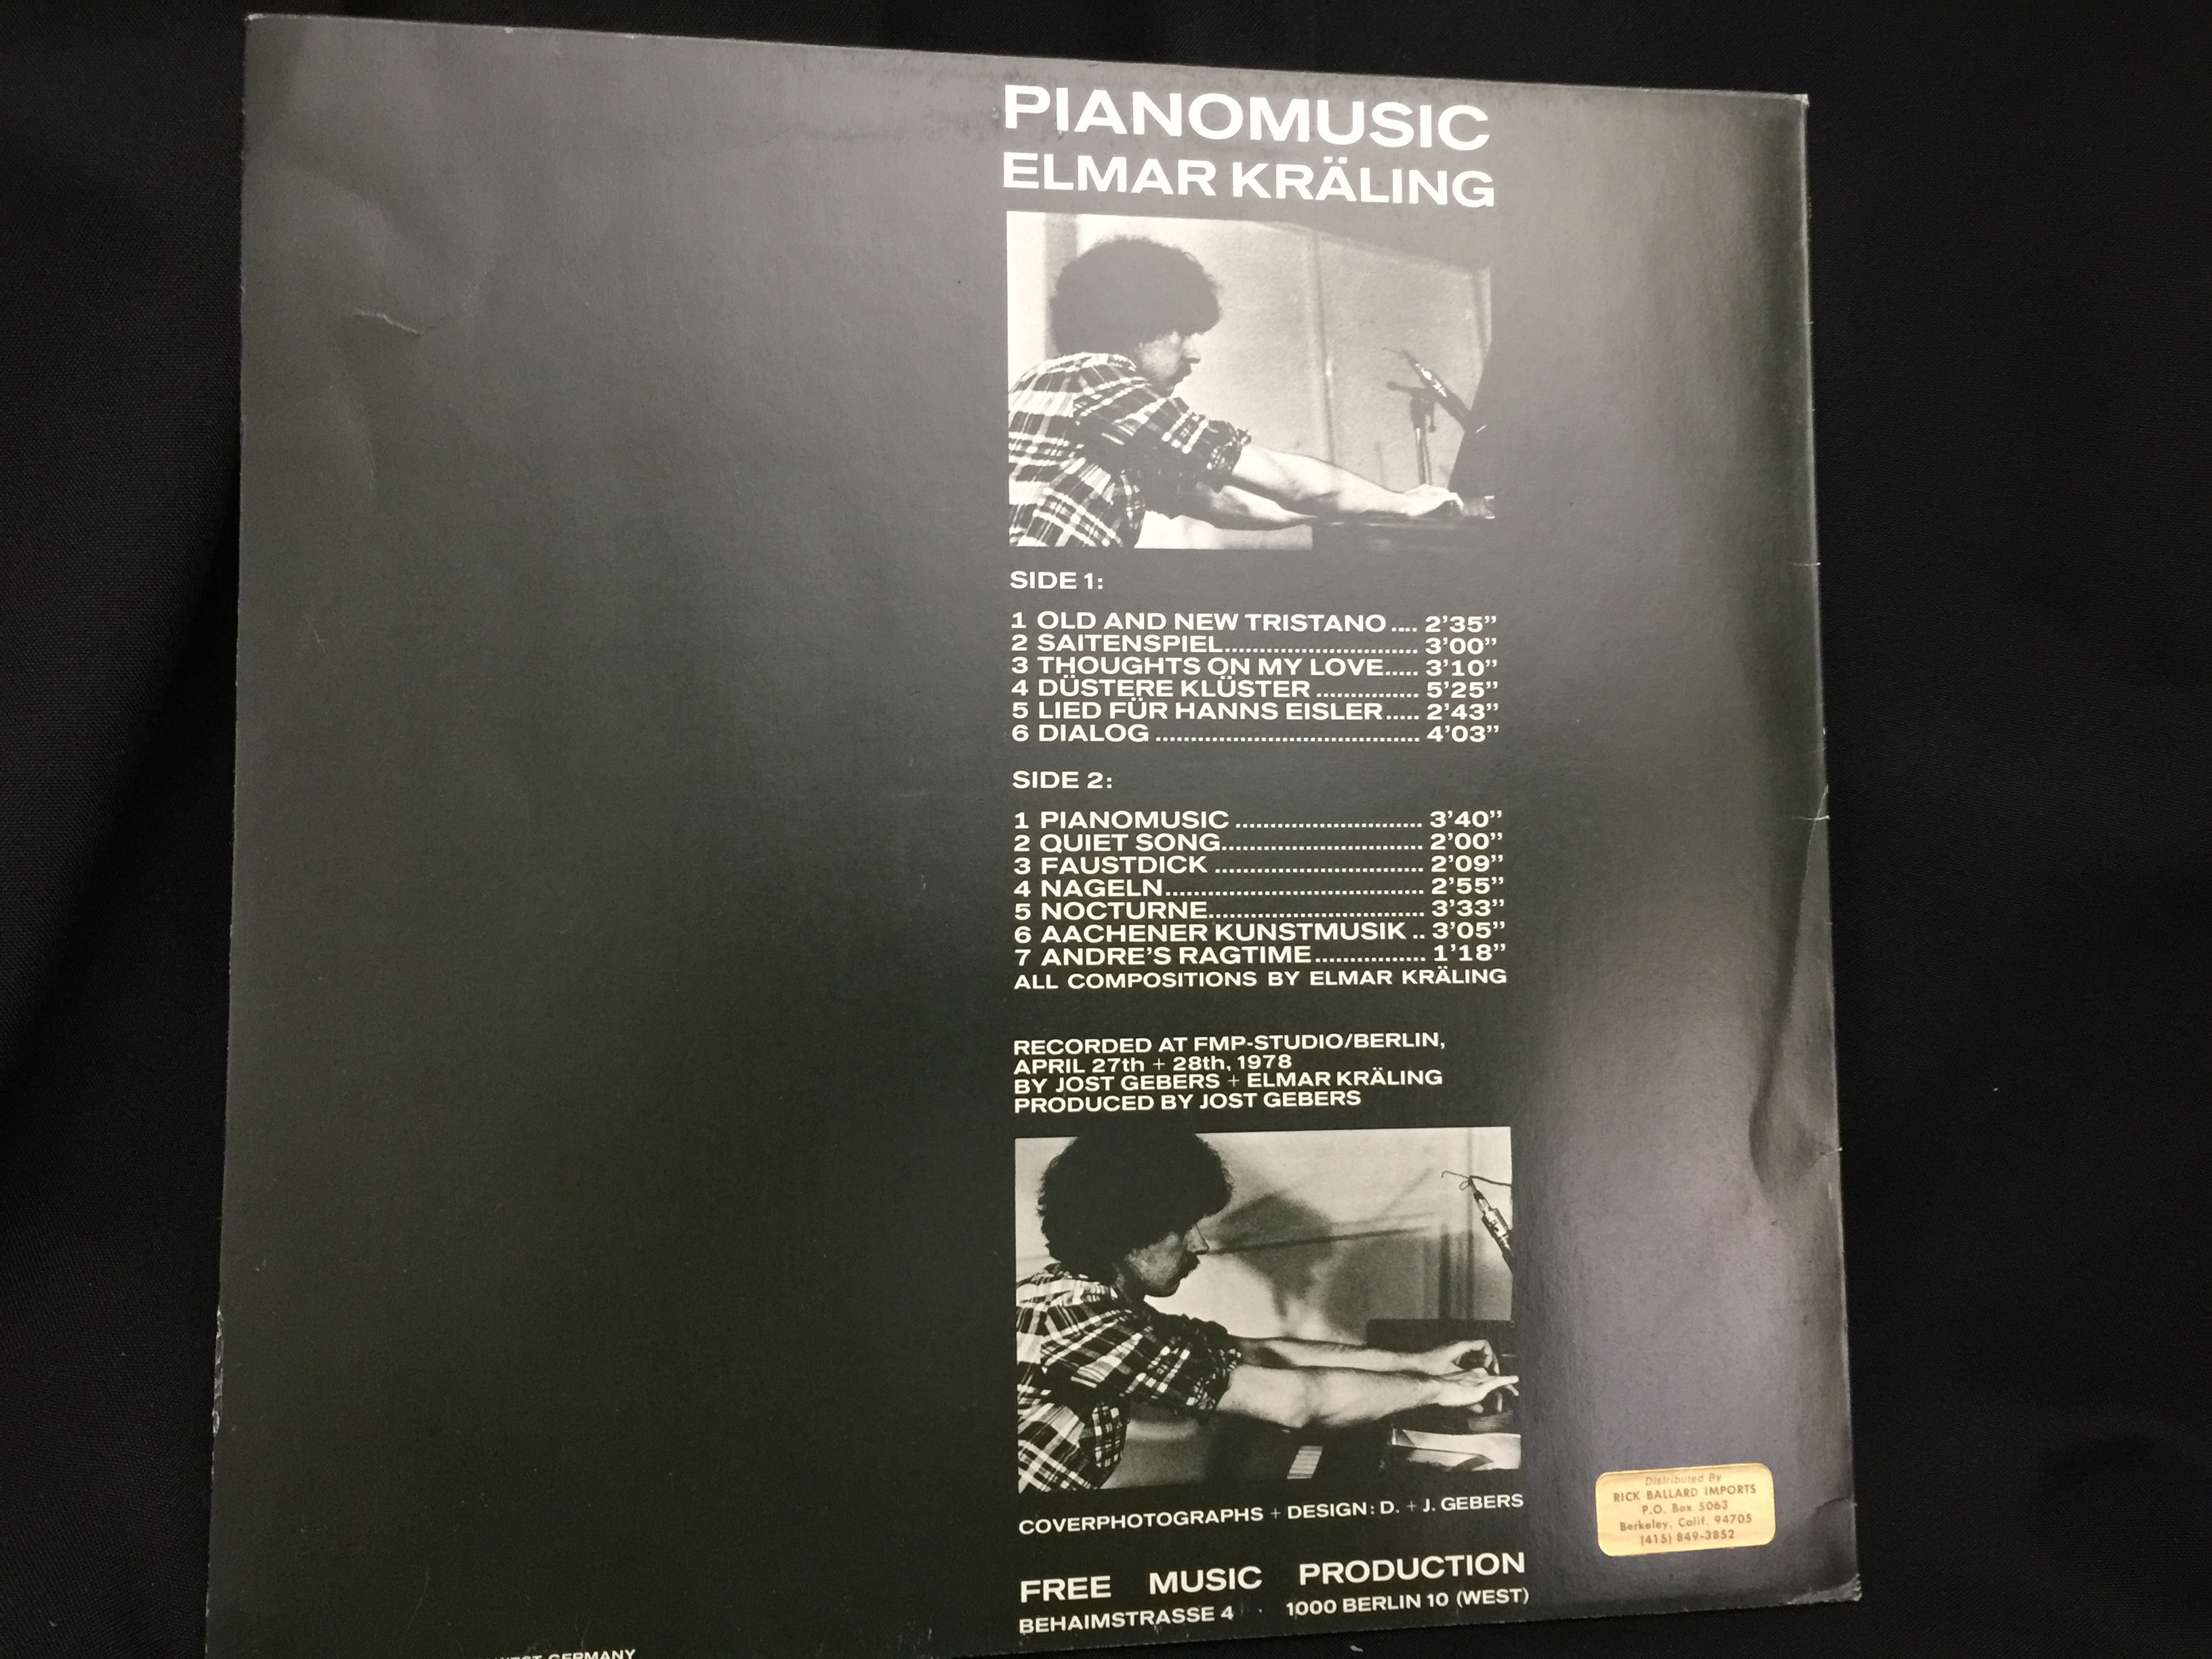 PIANOMUSIC
ELMAR KRÄLING
SIDE 1:
1 OLD AND NEW TRISTANO .... 2'35"
2 SAITENSPIEL............................ 3'00"
3 THOUGHTS ON MY LOVE..... 3'10"
4 DÜSTERE KLÜSTER ............... 5'25"
5 LIED FÜR HANNS EISLER..... 2'43"
6 DIALOG ...................................... 4'03"
SIDE 2:
1 PIANOMUSIC ........................... 3'40"
2 QUIET SONG............................. 2'00"
3 FAUSTDICK .............................. 2'09"
4 NAGELN..................................... 2'55"
5 NOCTURNE............................... 3'33"
6 AACHENER KUNSTMUSIK .. 3'05"
7 ANDRE'S RAGTIME................ 1'18"
ALL COMPOSITIONS BY ELMAR KRÄLING
RECORDED AT FMP-STUDIO/BERLIN,
APRIL 27th + 28th, 1978
BY JOST GEBERS + ELMAR KRÄLING
PRODUCED BY JOST GEBERS
COVERPHOTOGRAPHS + DESIGN: D. + J. GEBERS
FREE MUSIC PRODUCTION
BEHAIMSTRASSE 4 · 1000 BERLIN 10 (WEST)
Distributed By
RICK BALLARD IMPORTS
P.O. Box 5063
Berkeley, Calif. 94705
(415) 849-3852
WEST GERMANY